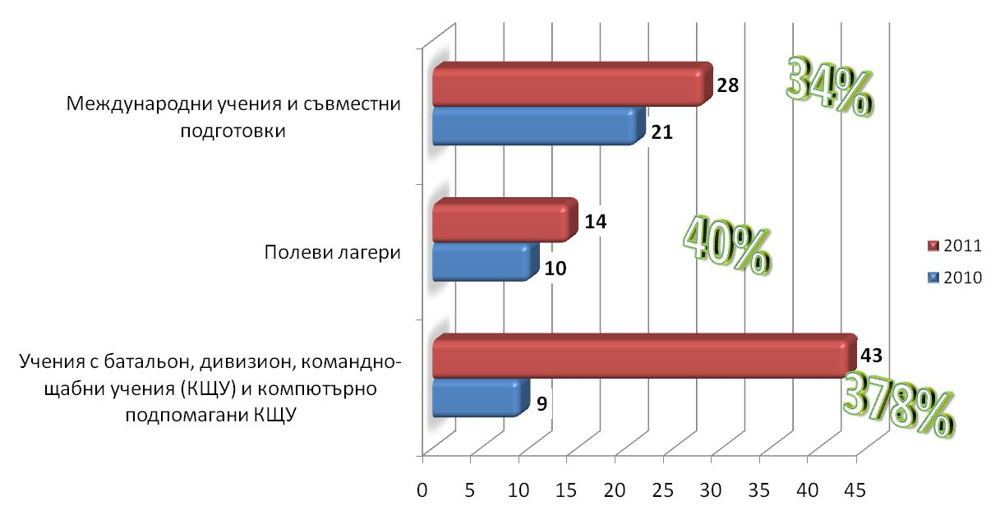 Международни учения и съвместни
подготовки
28
21
34%
Полеви лагери
14
10
40%
Учения с батальон, дивизион, командно-
щабни учения (КЩУ) и компютърно
подпомагани КЩУ
43
9
378%
2011
2010
0 5 10 15 20 25 30 35 40 45